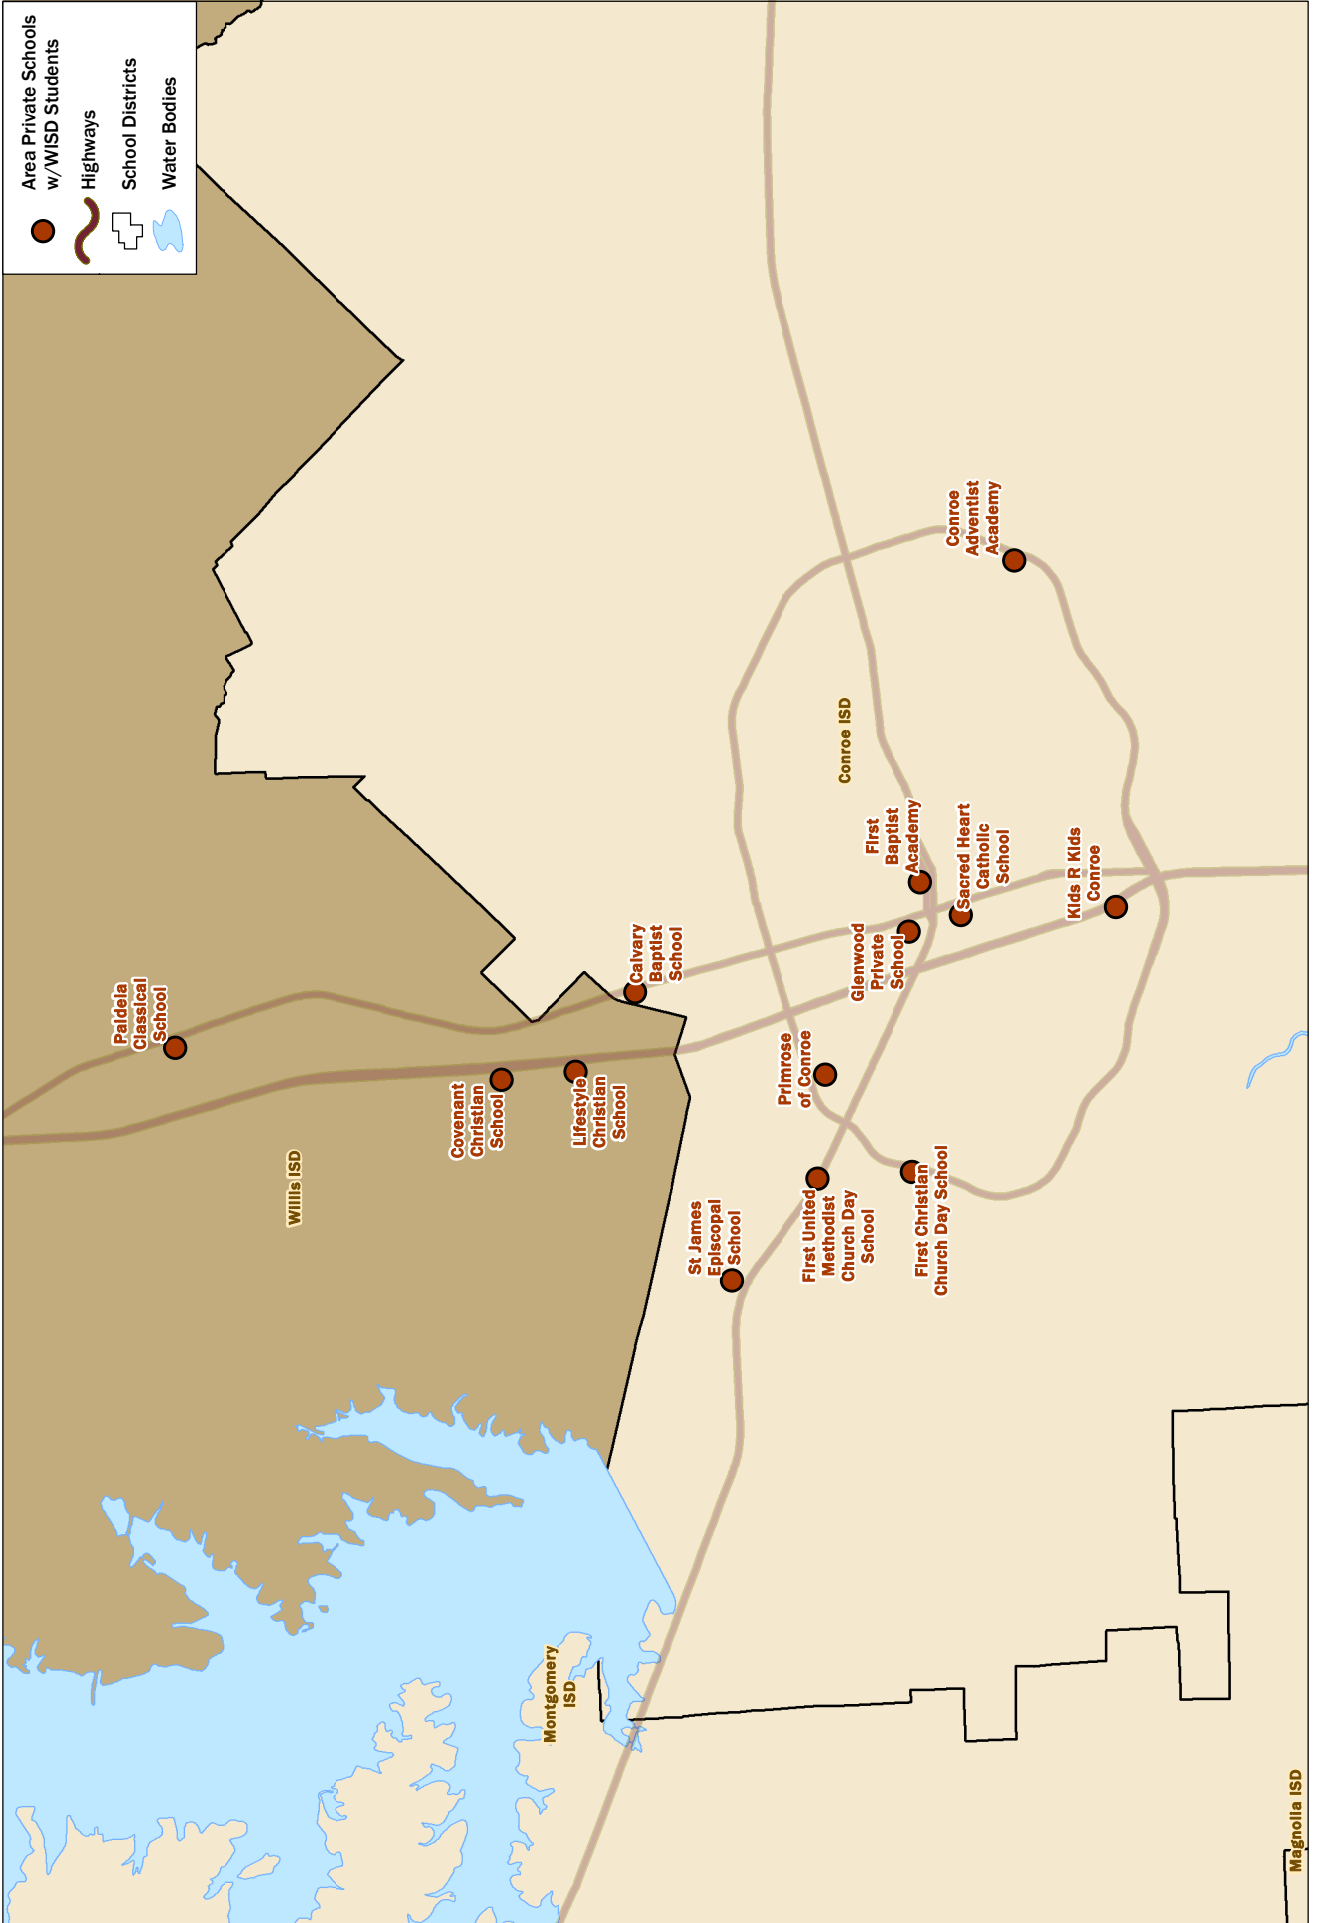 Area Private Schools
w/WISD Students
Highways
School Districts
Water Bodies
Paideia
Classical
School
Covenant
Christian
School
Lifestyle
Christian
School
Calvary
Baptist
School
Willis ISD
St James
Episcopal
School
Primrose
of Conroe
First United
Methodist
Church Day
School
First Christian
Church Day School
Glenwood
Private
School
First
Baptist
Academy
Sacred Heart
Catholic
School
Kids R Kids
Conroe
Conroe
Adventist
Academy
Conroe ISD
Montgomery
ISD
Magnolia ISD